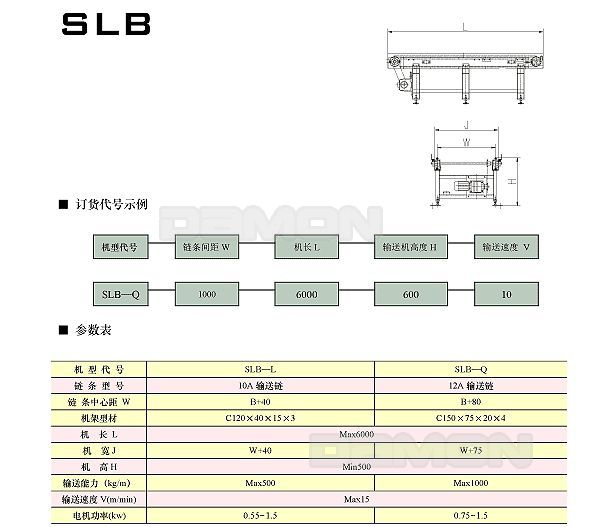 SLB
L
J
W
H
■ 订货代号示例
DAMON
机型代号 链条间距 W 机长 L 输送机高度 H 输送速度 V
SLB—Q 1000 6000 600 10
■ 参数表
机 型 代 号 SLB—L SLB—Q
链 条 型 号 10A 输送链 12A 输送链
链 条中心距 W B+40 B+80
机架型材 C120×40×15×3 C150×75×20×4
机 长 L Max6000
DAMON
机 宽 J W+40 W+75
机 高 H Min500
输送能力（kg/m） Max500 Max1000
输送速度 V(m/min) Max15
电机功率(kw) 0.55-1.5 0.75-1.5